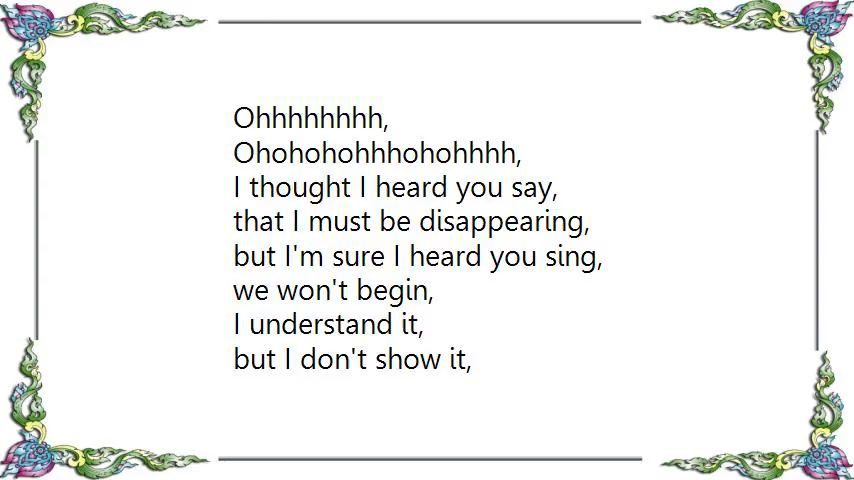 Ohhhhhhhh,
Ohohohohhhohohhhh,
I thought I heard you say,
that I must be disappearing,
but I'm sure I heard you sing,
we won't begin,
I understand it,
but I don't show it,